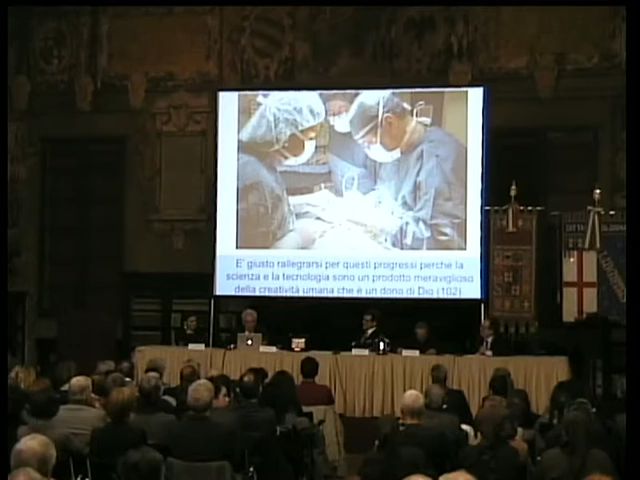 E' giusto rallegrarsi per questi progressi perchè la
scienza e la tecnologia sono un prodotto meraviglioso
della creatività umana che è un dono di Dio (102)